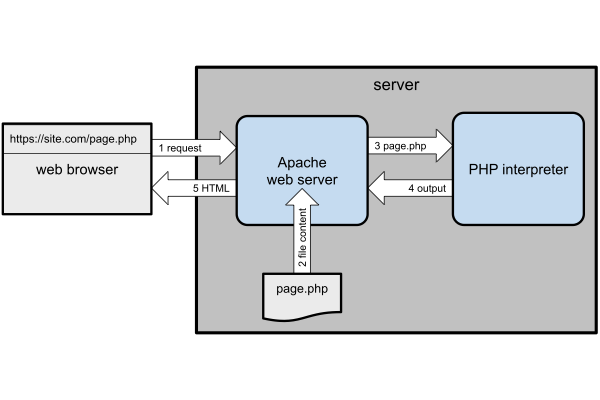 server
https://site.com/page.php
web browser
1 request
5 HTML
Apache
web server
3 page.php
4 output
PHP interpreter
2 file content
page.php